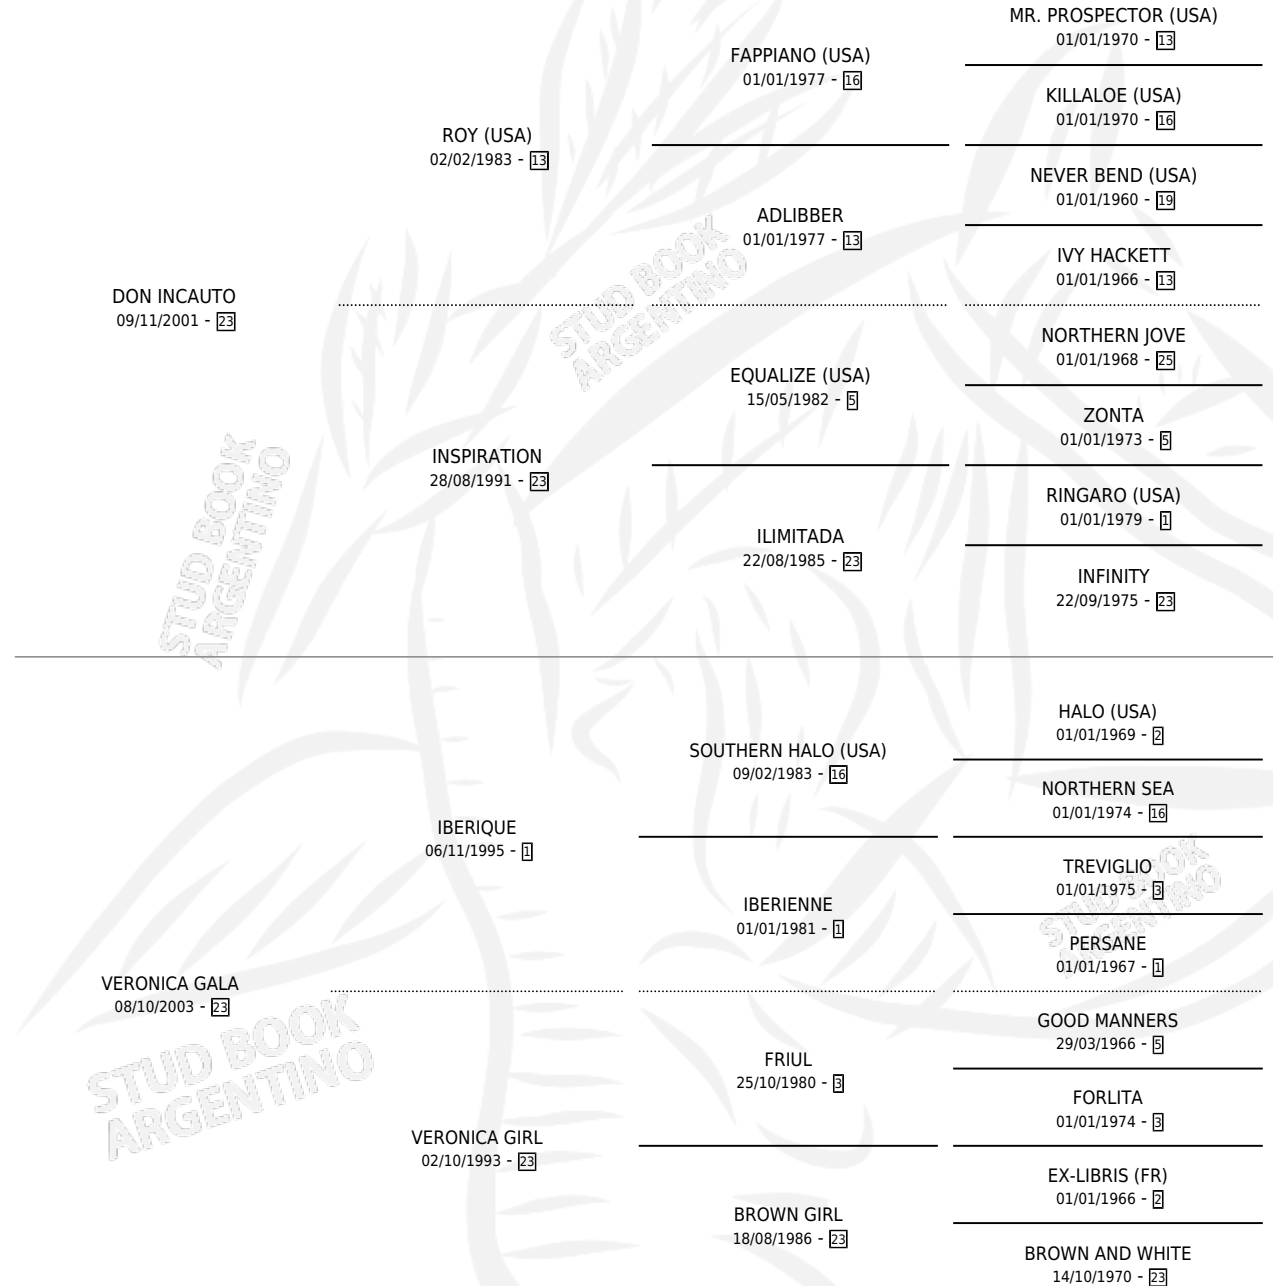 MR. PROSPECTOR (USA)
01/01/1970 - 13
FAPPIANO (USA)
01/01/1977 - 16
KILLALOE (USA)
01/01/1970 - 16
ROY (USA)
02/02/1983 - 13
NEVER BEND (USA)
01/01/1960 - 19
ADLIBBER
01/01/1977 - 13
IVY HACKETT
01/01/1966 - 13
DON INCAUTO
09/11/2001 - 23
NORTHERN JOVE
01/01/1968 - 25
EQUALIZE (USA)
15/05/1982 - 5
ZONTA
01/01/1973 - 5
INSPIRATION
28/08/1991 - 23
RINGARO (USA)
01/01/1979 - 1
ILIMITADA
22/08/1985 - 23
INFINITY
22/09/1975 - 23
HALO (USA)
01/01/1969 - 2
SOUTHERN HALO (USA)
09/02/1983 - 16
NORTHERN SEA
01/01/1974 - 16
IBERIQUE
06/11/1995 - 1
TREVIGLIO
01/01/1975 - 3
IBERIENNE
01/01/1981 - 1
PERSANE
01/01/1967 - 1
VERONICA GALA
08/10/2003 - 23
GOOD MANNERS
29/03/1966 - 5
FRIUL
25/10/1980 - 3
FORLITA
01/01/1974 - 3
VERONICA GIRL
02/10/1993 - 23
EX-LIBRIS (FR)
01/01/1966 - 2
BROWN GIRL
18/08/1986 - 23
BROWN AND WHITE
14/10/1970 - 23
STUD BOOK
ARGENTINO
STUD BOOK
ARGENTINO
STUD BOOK
ARGENTINO
STUD BOOK
ARGENTINO